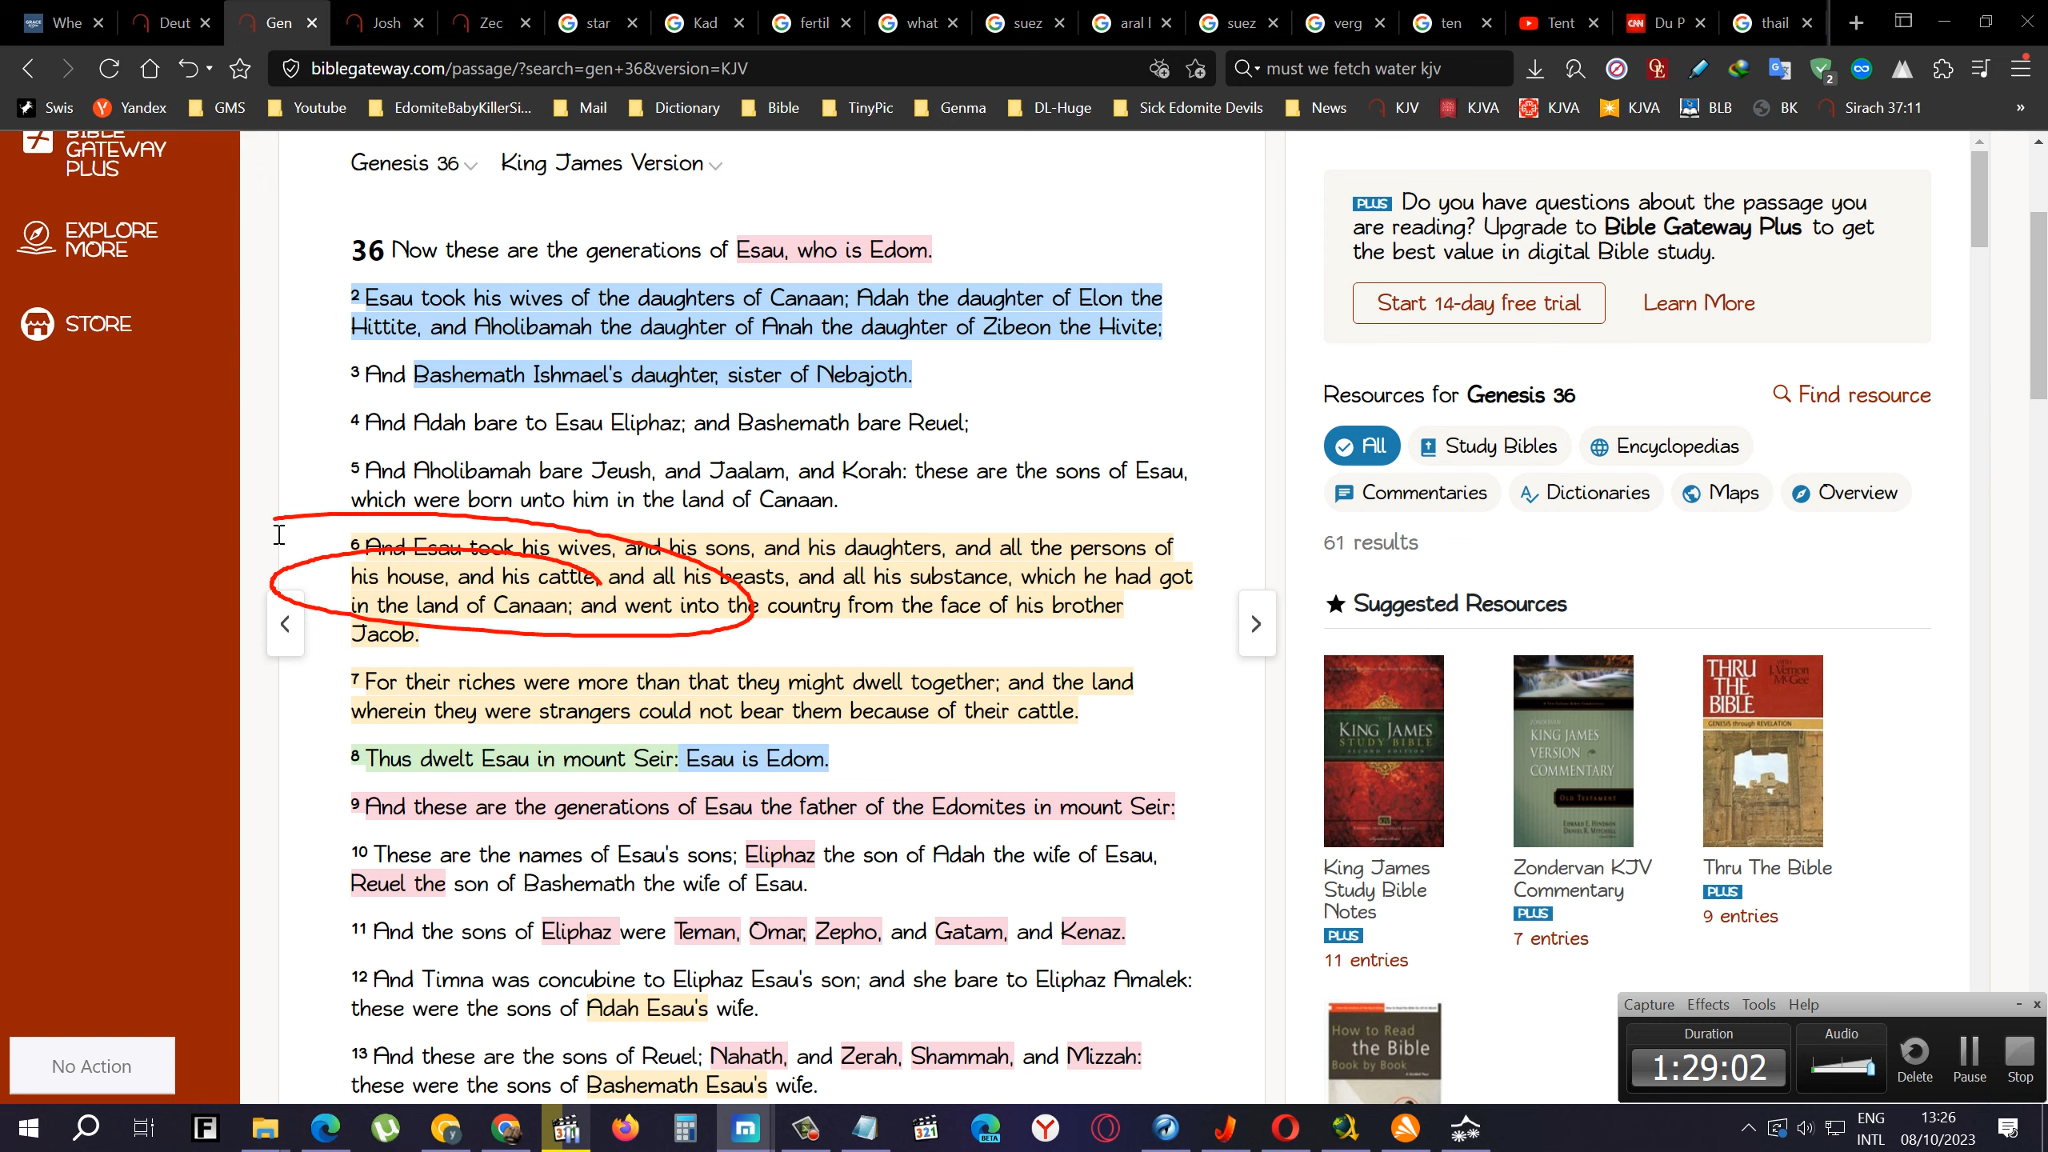 Whe
Deut
Gen
Josh
Zec
star
Kad
fertil
what
suez
aral l
suez
verg
ten
Tent
Du P
thail
biblegateway.com/passage/?search=gen+36&version=KJV
must we fetch water kjv
Swis
Yandex
GMS
Youtube
EdomiteBabyKillerSi...
Mail
Dictionary
Bible
TinyPic
Genma
DL-Huge
Sick Edomite Devils
News
KJV
KJVA
KJVA
KJVA
BLB
BK
Sirach 37:11
BIBLE
GATEWAY
PLUS
EXPLORE
MORE
STORE
No Action
Genesis 36 King James Version
36 Now these are the generations of Esau, who is Edom.
2 Esau took his wives of the daughters of Canaan; Adah the daughter of Elon the
Hittite, and Aholibamah the daughter of Anah the daughter of Zibeon the Hivite;
3 And Bashemath Ishmael's daughter, sister of Nebajoth.
4 And Adah bare to Esau Eliphaz; and Bashemath bare Reuel;
5 And Aholibamah bare Jeush, and Jaalam, and Korah: these are the sons of Esau,
which were born unto him in the land of Canaan.
6 And Esau took his wives, and his sons, and his daughters, and all the persons of
his house, and his cattle, and all his beasts, and all his substance, which he had got
in the land of Canaan; and went into the country from the face of his brother
Jacob.
7 For their riches were more than that they might dwell together; and the land
wherein they were strangers could not bear them because of their cattle.
8 Thus dwelt Esau in mount Seir: Esau is Edom.
9 And these are the generations of Esau the father of the Edomites in mount Seir:
10 These are the names of Esau's sons; Eliphaz the son of Adah the wife of Esau,
Reuel the son of Bashemath the wife of Esau.
11 And the sons of Eliphaz were Teman, Omar, Zepho, and Gatam, and Kenaz.
12 And Timna was concubine to Eliphaz Esau's son; and she bare to Eliphaz Amalek:
these were the sons of Adah Esau's wife.
13 And these are the sons of Reuel; Nahath, and Zerah, Shammah, and Mizzah:
these were the sons of Bashemath Esau's wife.
PLUS Do you have questions about the passage you
are reading? Upgrade to Bible Gateway Plus to get
the best value in digital Bible study.
Start 14-day free trial
Learn More
Resources for Genesis 36
Find resource
All
Study Bibles
Encyclopedias
Commentaries
Dictionaries
Maps
Overview
61 results
Suggested Resources
KING JAMES
STUDY BIBLE
SECOND EDITION
KING JAMES
VERSION
COMMENTARY
OLD TESTAMENT
THRU
THE
BIBLE
J. Vernon
McGee
GENESIS through REVELATION
King James
Study Bible
Notes
PLUS
11 entries
Zondervan KJV
Commentary
PLUS
7 entries
Thru The Bible
PLUS
9 entries
How to Read
the Bible
Book by Book
Capture Effects Tools Help
Duration
1:29:02
Audio
Delete
Pause
Stop
ENG
INTL
13:26
08/10/2023